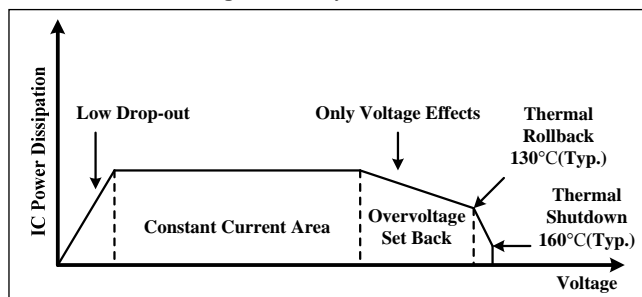 IC Power Dissipation
Low Drop-out
Only Voltage Effects
Thermal
Rollback
130°C(Typ.)
Thermal
Shutdown
160°C(Typ.)
Constant Current Area
Overvoltage
Set Back
Voltage